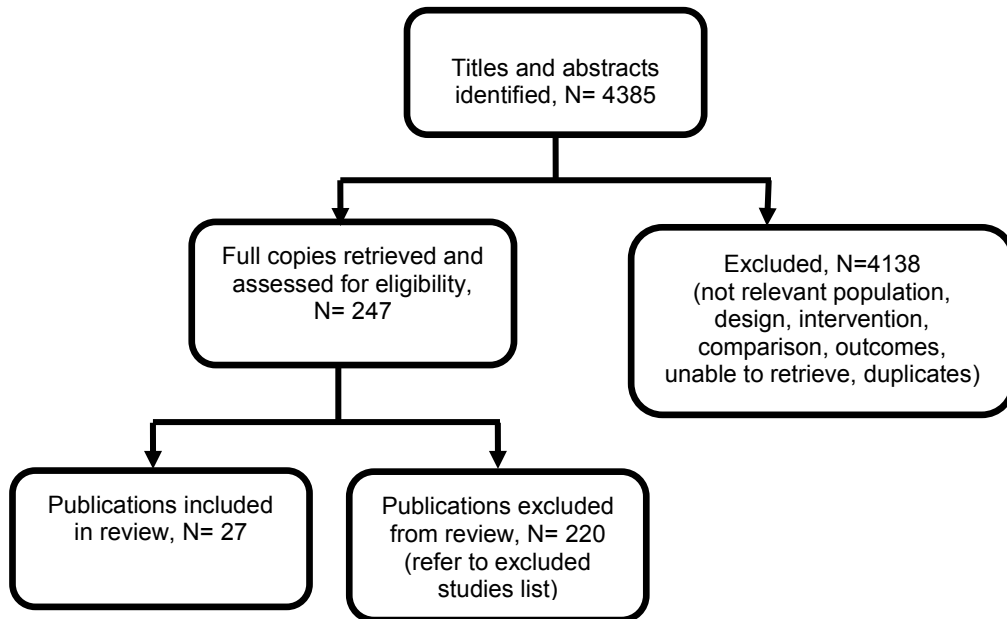 Titles and abstracts
identified, N= 4385
Full copies retrieved and
assessed for eligibility,
N= 247
Excluded, N=4138
(not relevant population,
design, intervention,
comparison, outcomes,
unable to retrieve, duplicates)
Publications included
in review, N= 27
Publications excluded
from review, N= 220
(refer to excluded
studies list)